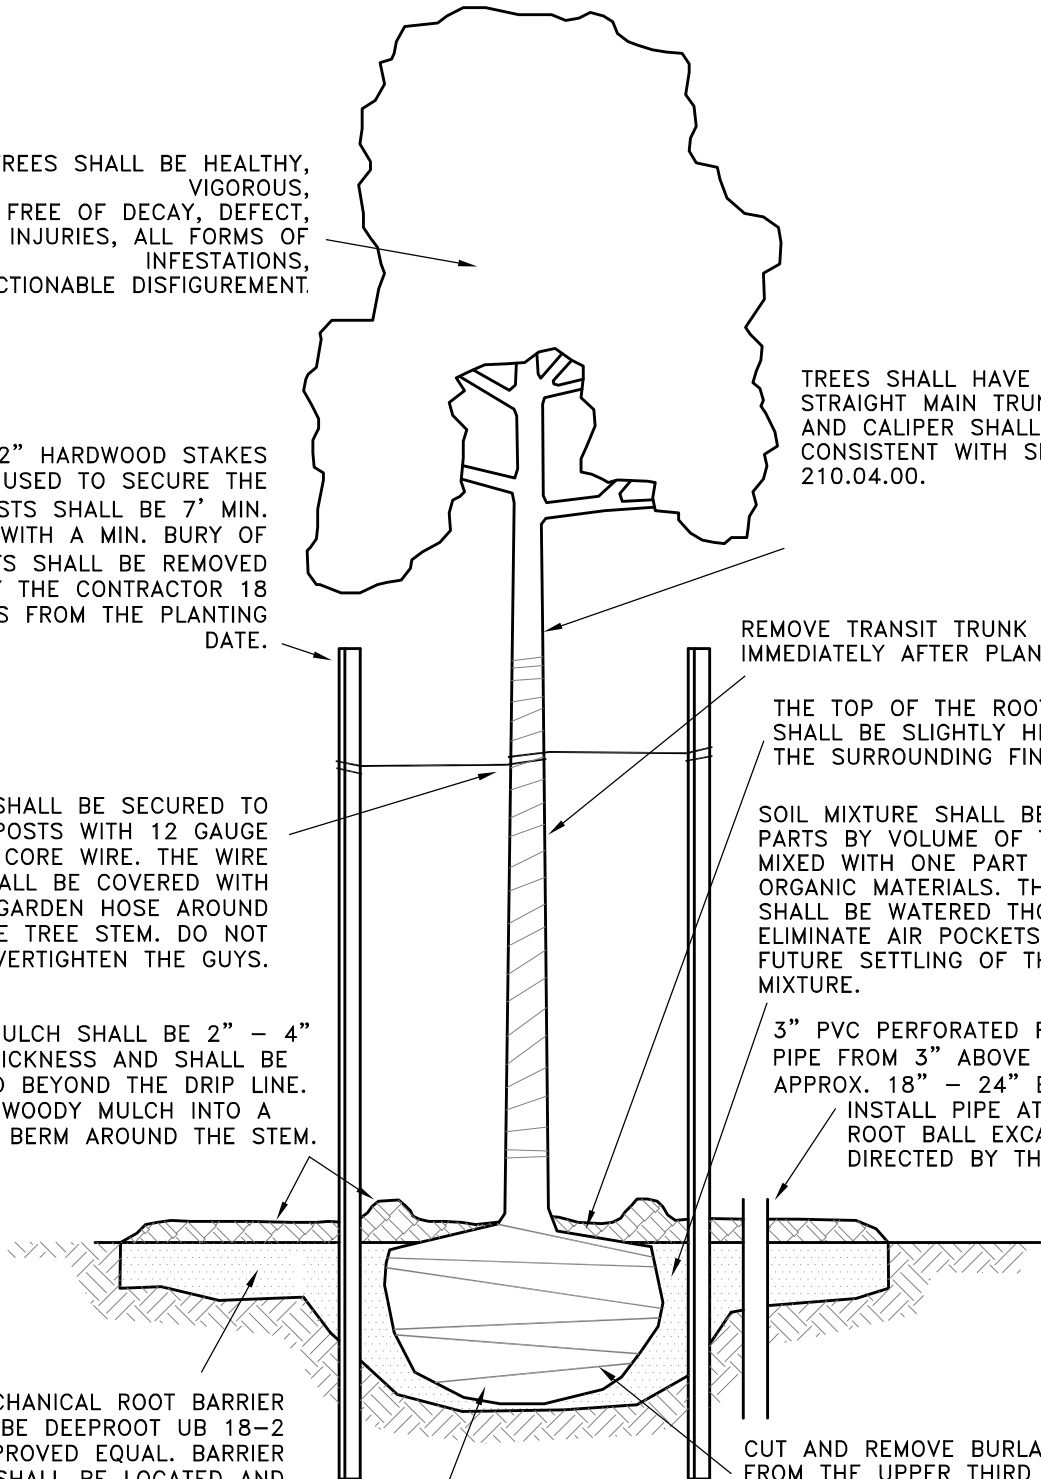 TREES SHALL BE HEALTHY,
VIGOROUS,
FREE OF DECAY, DEFECT,
INJURIES, ALL FORMS OF
INFESTATIONS,
CTIONABLE DISFIGUREMENT.
2" HARDWOOD STAKES
USED TO SECURE THE
STS SHALL BE 7' MIN.
WITH A MIN. BURY OF
TS SHALL BE REMOVED
Y THE CONTRACTOR 18
S FROM THE PLANTING
DATE.
SHALL BE SECURED TO
POSTS WITH 12 GAUGE
CORE WIRE. THE WIRE
ALL BE COVERED WITH
GARDEN HOSE AROUND
E TREE STEM. DO NOT
VERTIGHTEN THE GUYS.
ULCH SHALL BE 2" – 4"
ICKNESS AND SHALL BE
D BEYOND THE DRIP LINE.
WOODY MULCH INTO A
BERM AROUND THE STEM.
CHANICAL ROOT BARRIER
BE DEEPROOT UB 18–2
PROVED EQUAL. BARRIER
SHALL BE LOCATED AND
TREES SHALL HAVE
STRAIGHT MAIN TRUN
AND CALIPER SHALL
CONSISTENT WITH S
210.04.00.
REMOVE TRANSIT TRUNK
IMMEDIATELY AFTER PLAN
THE TOP OF THE ROOT
SHALL BE SLIGHTLY HI
THE SURROUNDING FIN
SOIL MIXTURE SHALL BE
PARTS BY VOLUME OF T
MIXED WITH ONE PART
ORGANIC MATERIALS. TH
SHALL BE WATERED THO
ELIMINATE AIR POCKETS
FUTURE SETTLING OF TH
MIXTURE.
3" PVC PERFORATED P
PIPE FROM 3" ABOVE
APPROX. 18" – 24" B
INSTALL PIPE AT
ROOT BALL EXCA
DIRECTED BY TH
CUT AND REMOVE BURLA
FROM THE UPPER THIRD